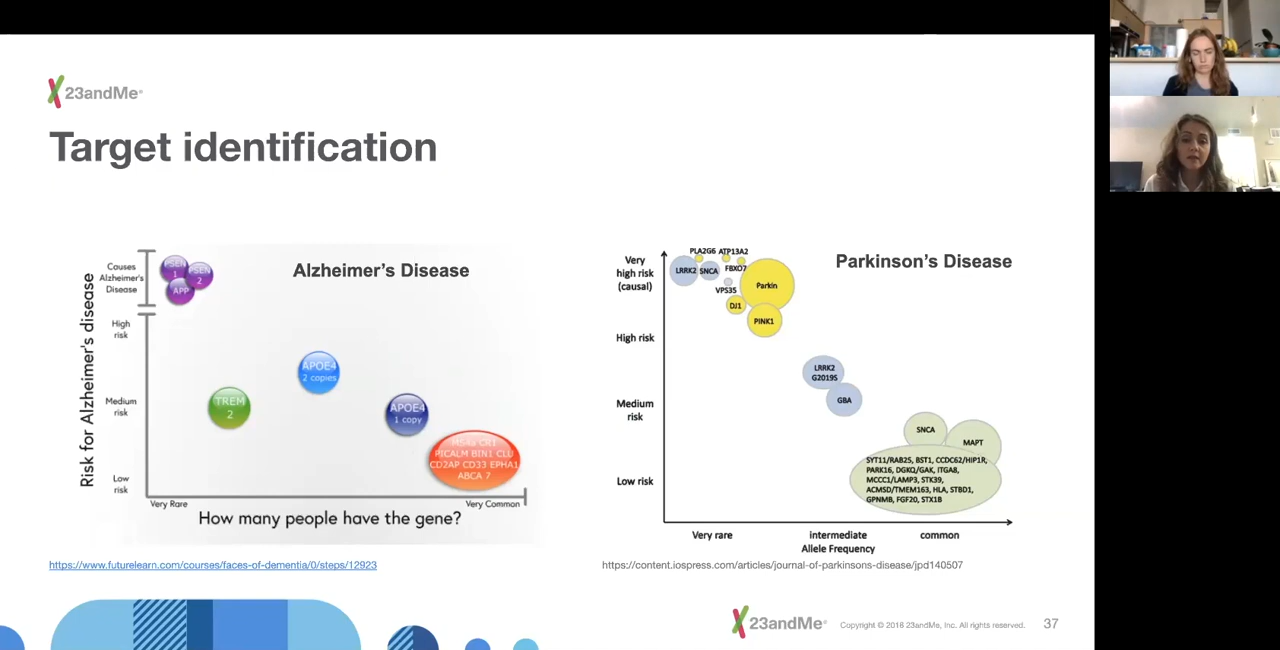 23andMe®
Target identification
Alzheimer's Disease
Risk for Alzheimer's disease
Causes
Alzheimer's
Disease
High
risk
Medium
risk
Low
risk
PSEN
1
PSEN
2
APP
TREM
2
APOE4
2 copies
APOE4
1 copy
MS4a CR1
PICALM BIN1 CLU
CD2AP CD33 EPHA1
ABCA 7
Very Rare
Very Common
How many people have the gene?
https://www.futurelearn.com/courses/faces-of-dementia/0/steps/12923
Parkinson's Disease
Very
high risk
(causal)
High risk
Medium
risk
Low risk
PLA2G6
ATP13A2
LRRK2
SNCA
FBXO7
VPS35
Parkin
DJ1
PINK1
LRRK2
G2019S
GBA
SNCA
MAPT
SYT11/RAB25, BST1, CCDC62/HIP1R,
PARK16, DGKQ/GAK, ITGA8,
MCCC1/LAMP3, STK39,
ACMSD/TMEM163, HLA, STBD1,
GPNMB, FGF20, STX1B
Very rare
intermediate
common
Allele Frequency
https://content.iospress.com/articles/journal-of-parkinsons-disease/jpd140507
23andMe®
Copyright © 2018 23andMe, Inc. All rights reserved.
37